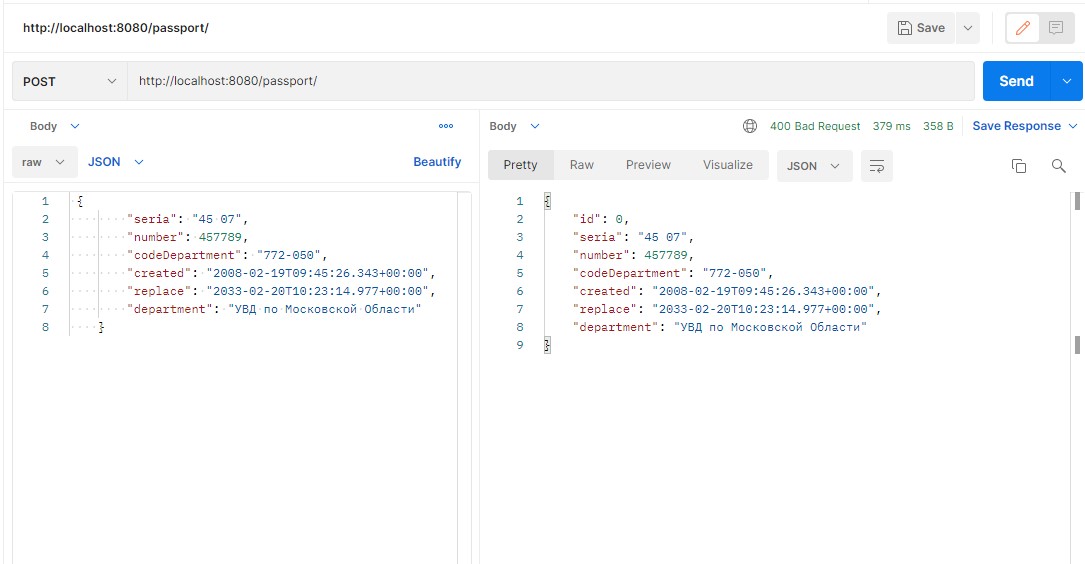 http://localhost:8080/passport/
Save
POST
http://localhost:8080/passport/
Send
Body
Body
400 Bad Request 379 ms 358 B
Save Response
raw
JSON
Beautify
Pretty Raw Preview Visualize
JSON
1 {
2 "seria": "45 07",
3 "number": 457789,
4 "codeDepartment": "772-050",
5 "created": "2008-02-19T09:45:26.343+00:00",
6 "replace": "2033-02-20T10:23:14.977+00:00",
7 "department": "УВД по Московской Области"
8 }
1 {
2 "id": 0,
3 "seria": "45 07",
4 "number": 457789,
5 "codeDepartment": "772-050",
6 "created": "2008-02-19T09:45:26.343+00:00",
7 "replace": "2033-02-20T10:23:14.977+00:00",
8 "department": "УВД по Московской Области"
9 }